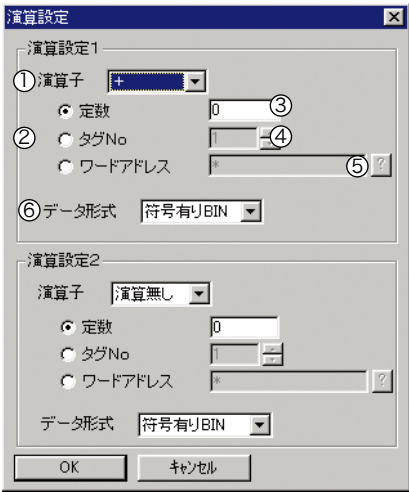 演算設定
演算設定1
①演算子 +
定数 0 ③
② タグNo 1 ④
ワードアドレス * ⑤ ?
⑥データ形式 符号有りBIN
演算設定2
演算子 演算無し
定数 0
タグNo 1
ワードアドレス * ?
データ形式 符号有りBIN
OK キャンセル